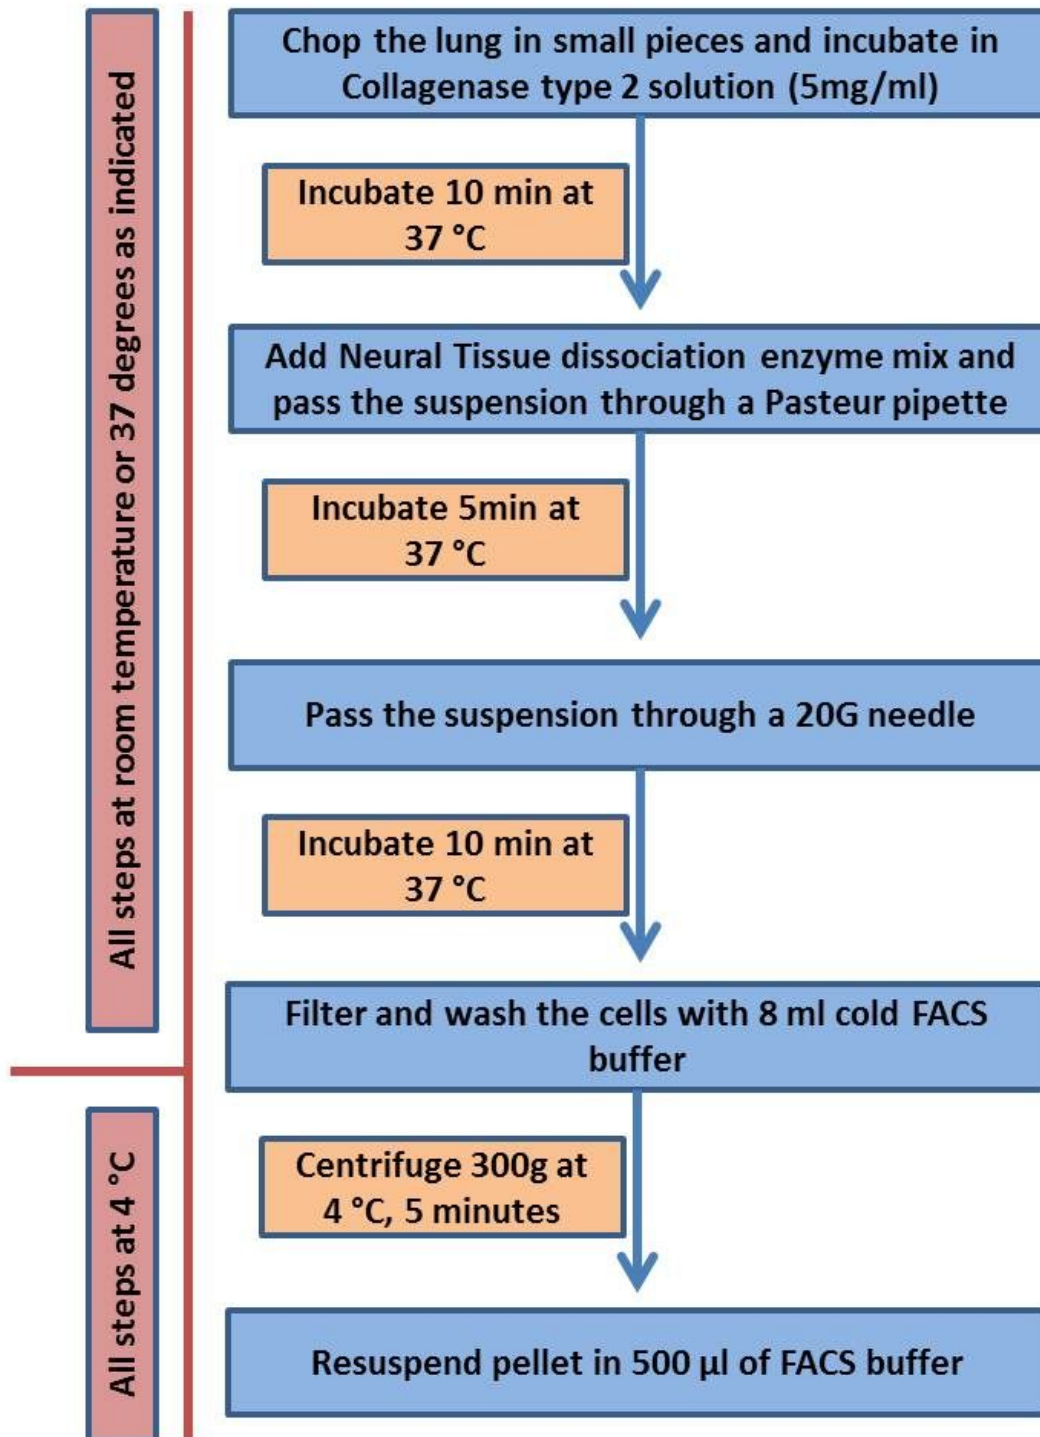 All steps at room temperature or 37 degrees as indicated
Chop the lung in small pieces and incubate in
Collagenase type 2 solution (5mg/ml)
Incubate 10 min at
37 °C
Add Neural Tissue dissociation enzyme mix and
pass the suspension through a Pasteur pipette
Incubate 5min at
37 °C
Pass the suspension through a 20G needle
Incubate 10 min at
37 °C
Filter and wash the cells with 8 ml cold FACS
buffer
All steps at 4 °C
Centrifuge 300g at
4 °C, 5 minutes
Resuspend pellet in 500 µl of FACS buffer